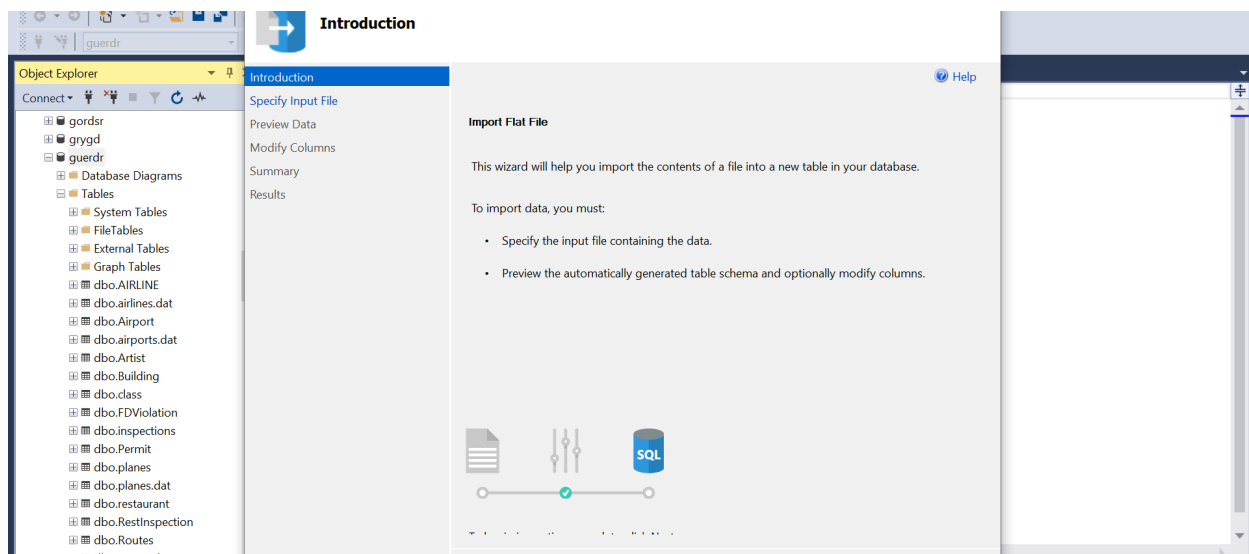 Introduction
guerdr
Object Explorer
Connect
gordsr
grygd
guerdr
Database Diagrams
Tables
System Tables
FileTables
External Tables
Graph Tables
dbo.AIRLINE
dbo.airlines.dat
dbo.Airport
dbo.airports.dat
dbo.Artist
dbo.Building
dbo.class
dbo.FDViolation
dbo.inspections
dbo.Permit
dbo.planes
dbo.planes.dat
dbo.restaurant
dbo.RestInspection
dbo.Routes
Introduction
Specify Input File
Preview Data
Modify Columns
Summary
Results
Help
Import Flat File
This wizard will help you import the contents of a file into a new table in your database.
To import data, you must:
• Specify the input file containing the data.
• Preview the automatically generated table schema and optionally modify columns.
SQL